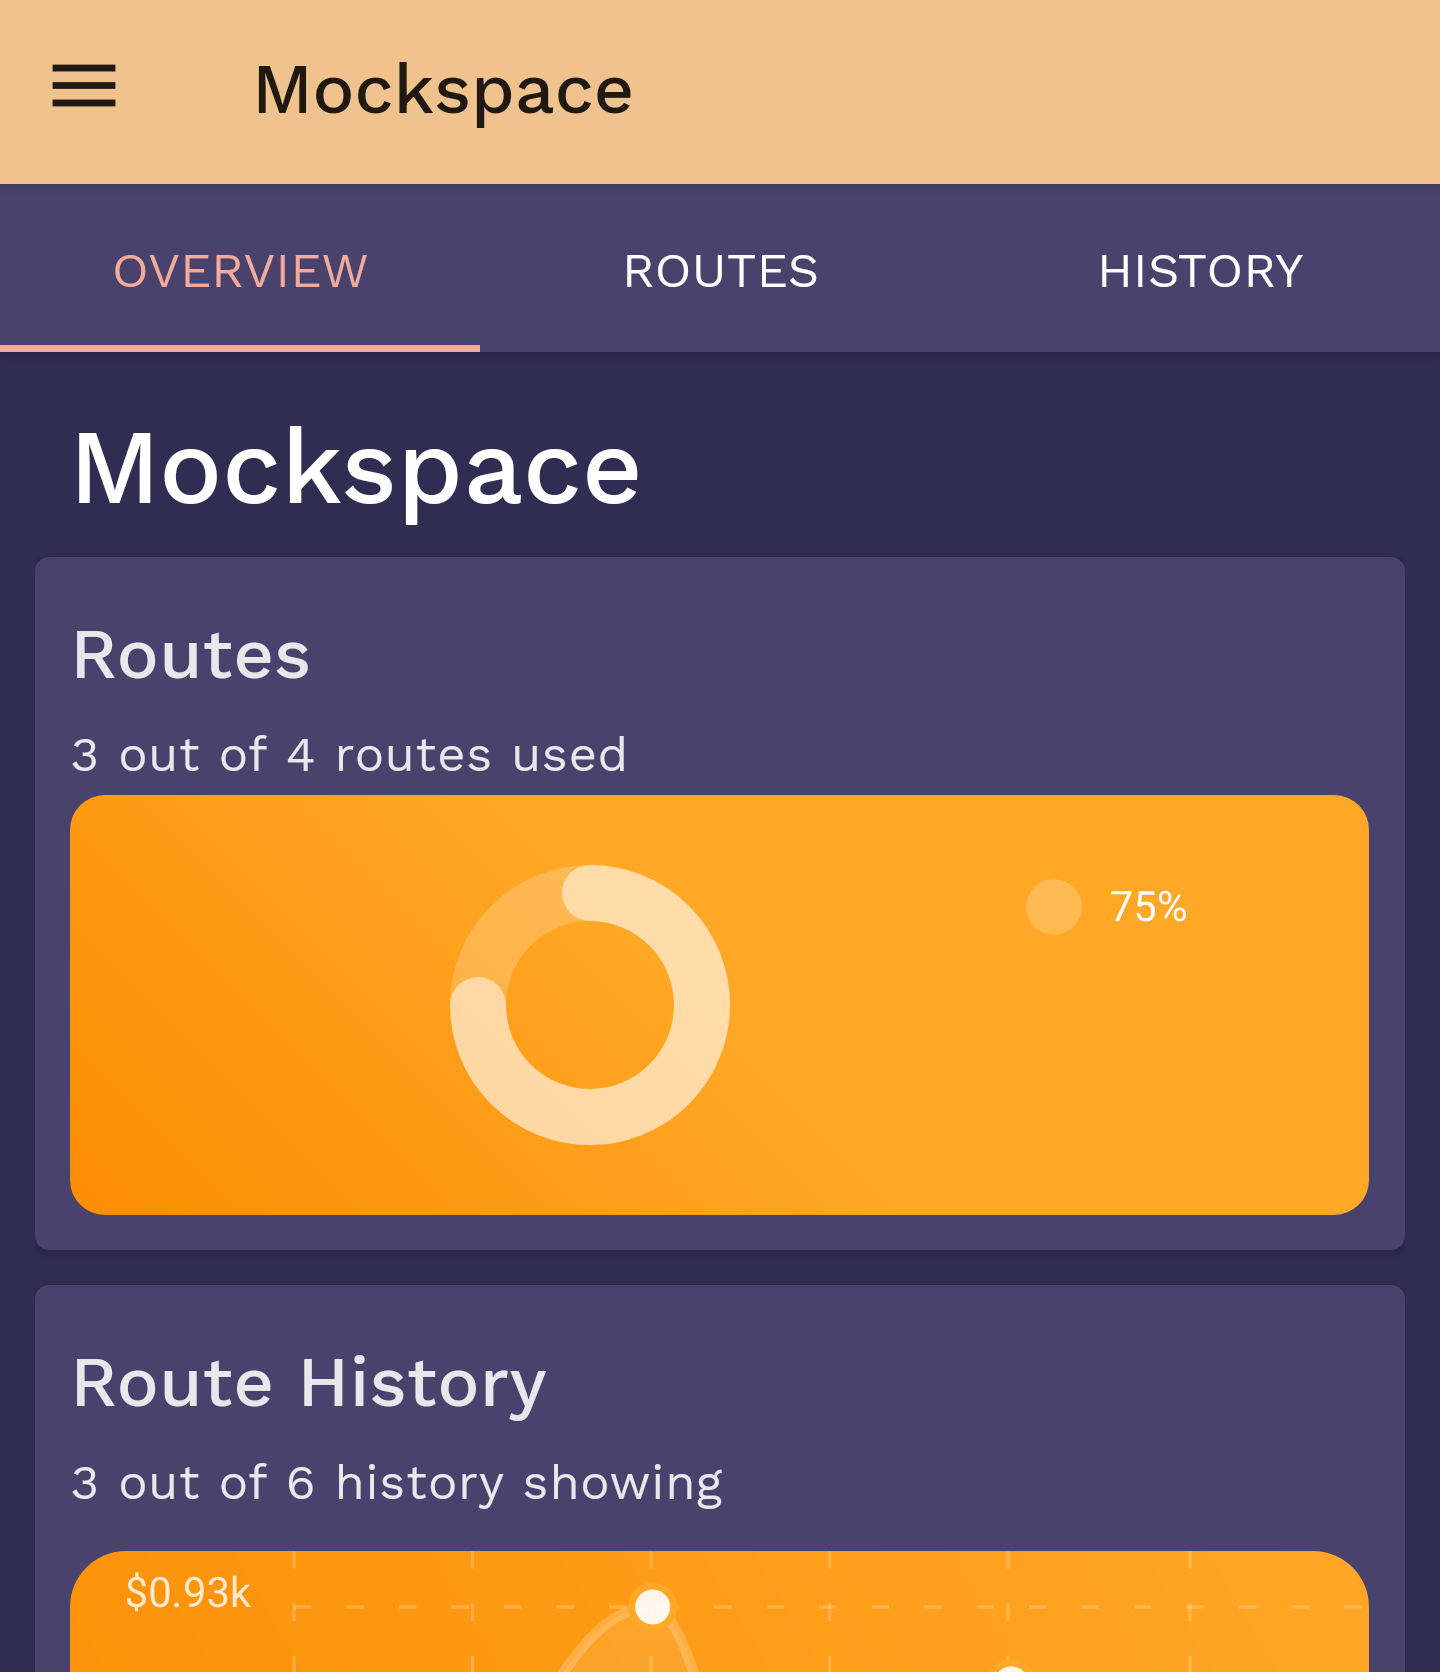 Mockspace
OVERVIEW ROUTES HISTORY
Mockspace
Routes
3 out of 4 routes used
75%
Route History
3 out of 6 history showing
$0.93k